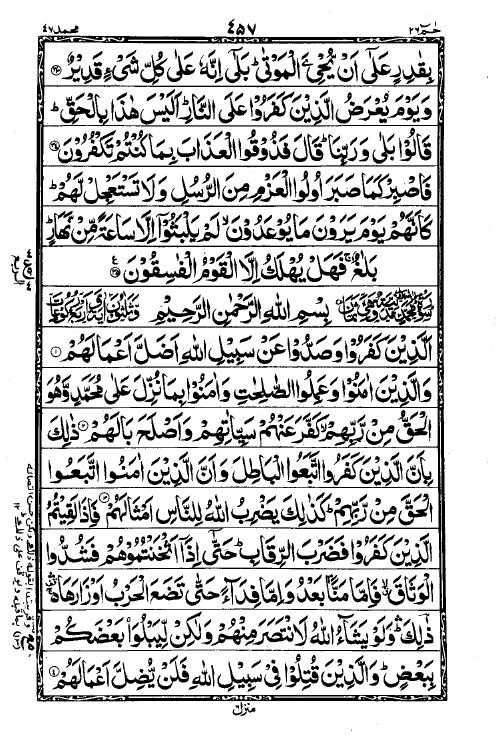 حٰمٓ ٢٦ ٤٥٧ محمد ٤٧
بِقٰدِرٍ عَلٰٓى اَنْ يُّحْيِۦَ الْمَوْتٰىؕ بَلٰٓى اِنَّهٗ عَلٰى كُلِّ شَيْءٍ قَدِيْرٌ ﴿٣٣﴾
وَيَوْمَ يُعْرَضُ الَّذِيْنَ كَفَرُوْا عَلَى النَّارِؕ اَلَيْسَ هٰذَا بِالْحَقِّؕ
قَالُوْا بَلٰى وَرَبِّنَاؕ قَالَ فَذُوْقُوا الْعَذَابَ بِمَا كُنْتُمْ تَكْفُرُوْنَ ﴿٣٤﴾
فَاصْبِرْ كَمَا صَبَرَ اُولُوا الْعَزْمِ مِنَ الرُّسُلِ وَلَا تَسْتَعْجِلْ لَّهُمْؕ
كَاَنَّهُمْ يَوْمَ يَرَوْنَ مَا يُوْعَدُوْنَۙ لَمْ يَلْبَثُوْٓا اِلَّا سَاعَةً مِّنْ نَّهَارٍؕ
بَلٰغٌۚ فَهَلْ يُهْلَكُ اِلَّا الْقَوْمُ الْفٰسِقُوْنَ ﴿٣٥﴾
بِسْمِ اللّٰهِ الرَّحْمٰنِ الرَّحِيْمِ
اَلَّذِيْنَ كَفَرُوْا وَصَدُّوْا عَنْ سَبِيْلِ اللّٰهِ اَضَلَّ اَعْمَالَهُمْ ﴿١﴾
وَالَّذِيْنَ اٰمَنُوْا وَعَمِلُوا الصّٰلِحٰتِ وَاٰمَنُوْا بِمَا نُزِّلَ عَلٰى مُحَمَّدٍ وَّهُوَ
الْحَقُّ مِنْ رَّبِّهِمْۙ كَفَّرَ عَنْهُمْ سَيِّاٰتِهِمْ وَاَصْلَحَ بَالَهُمْ ﴿٢﴾ ذٰلِكَ
بِاَنَّ الَّذِيْنَ كَفَرُوا اتَّبَعُوا الْبَاطِلَ وَاَنَّ الَّذِيْنَ اٰمَنُوا اتَّبَعُوا
الْحَقَّ مِنْ رَّبِّهِمْؕ كَذٰلِكَ يَضْرِبُ اللّٰهُ لِلنَّاسِ اَمْثَالَهُمْ ﴿٣﴾ فَاِذَا لَقِيْتُمُ
الَّذِيْنَ كَفَرُوْا فَضَرْبَ الرِّقَابِؕ حَتّٰٓى اِذَآ اَثْخَنْتُمُوْهُمْ فَشُدُّوا
الْوَثَاقَۙ فَاِمَّا مَنًّۢا بَعْدُ وَاِمَّا فِدَآءً حَتّٰى تَضَعَ الْحَرْبُ اَوْزَارَهَا
ذٰلِكَؕ وَلَوْ يَشَآءُ اللّٰهُ لَانْتَصَرَ مِنْهُمْ وَلٰكِنْ لِّيَبْلُوَا۟ بَعْضَكُمْ
بِبَعْضٍؕ وَالَّذِيْنَ قُتِلُوْا فِيْ سَبِيْلِ اللّٰهِ فَلَنْ يُّضِلَّ اَعْمَالَهُمْ ﴿٤﴾
منزل ٦